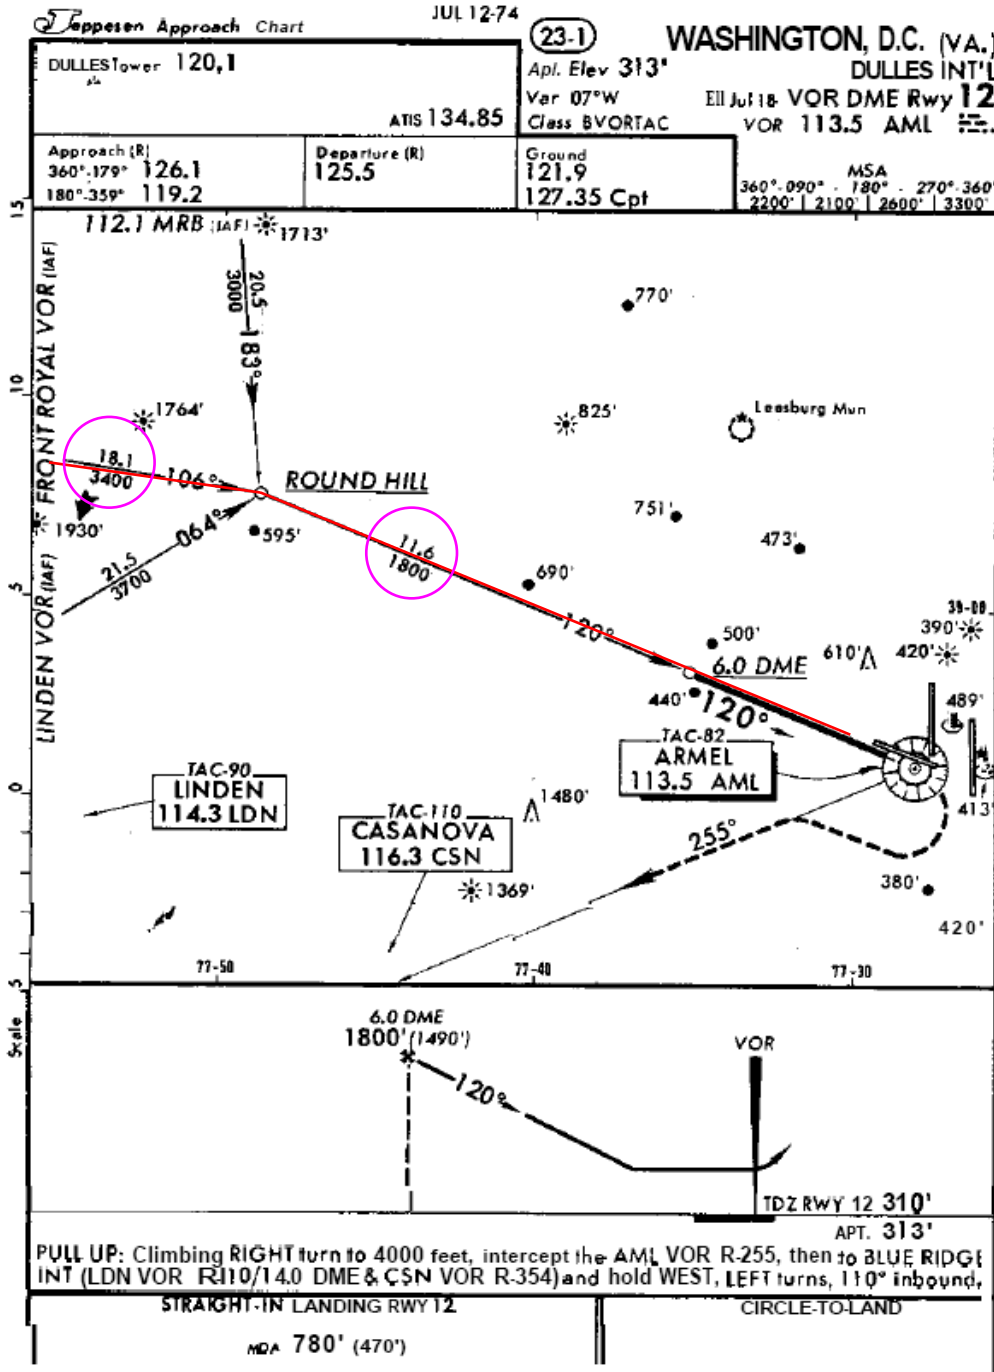 Jeppesen Approach Chart
JUL 12-74
23-1
WASHINGTON, D.C. (VA.)
DULLES INT'L
DULLES Tower 120,1
Apl. Elev 313'
Var 07°W
Ell Jul 18 VOR DME Rwy 12
ATIS 134.85
Class BVORTAC
VOR 113.5 AML
Approach (R)
360°-179° 126.1
180°-359° 119.2
Departure (R)
125.5
Ground
121.9
127.35 Cpt
MSA
360°-090° - 180° - 270°-360°
2200' 2100' 2600' 3300'
15
112.1 MRB (IAF) 1713'
FRONT ROYAL VOR (IAF)
20.5
3000
183°
770'
10
1764'
825'
Leesburg Mun
18.1
3400
106°
ROUND HILL
1930'
064°
595'
751'
473'
11.6
1800
21.5
3700
5
690'
120°
500'
6.0 DME
610'
390'
420'
LINDEN VOR (IAF)
440'
120°
489'
TAC-82
ARMEL
113.5 AML
TAC-90
LINDEN
114.3 LDN
0
TAC-110
CASANOVA
116.3 CSN
1480'
255°
413'
1369'
380'
420'
77-50
77-40
77-30
5
Scale
6.0 DME
1800' (1490')
VOR
120°
TDZ RWY 12 310'
APT. 313'
PULL UP: Climbing RIGHT turn to 4000 feet, intercept the AML VOR R-255, then to BLUE RIDGE
INT (LDN VOR R-110/14.0 DME & CSN VOR R-354) and hold WEST, LEFT turns, 110° inbound,
STRAIGHT-IN LANDING RWY 12
CIRCLE-TO-LAND
MDA 780' (470')